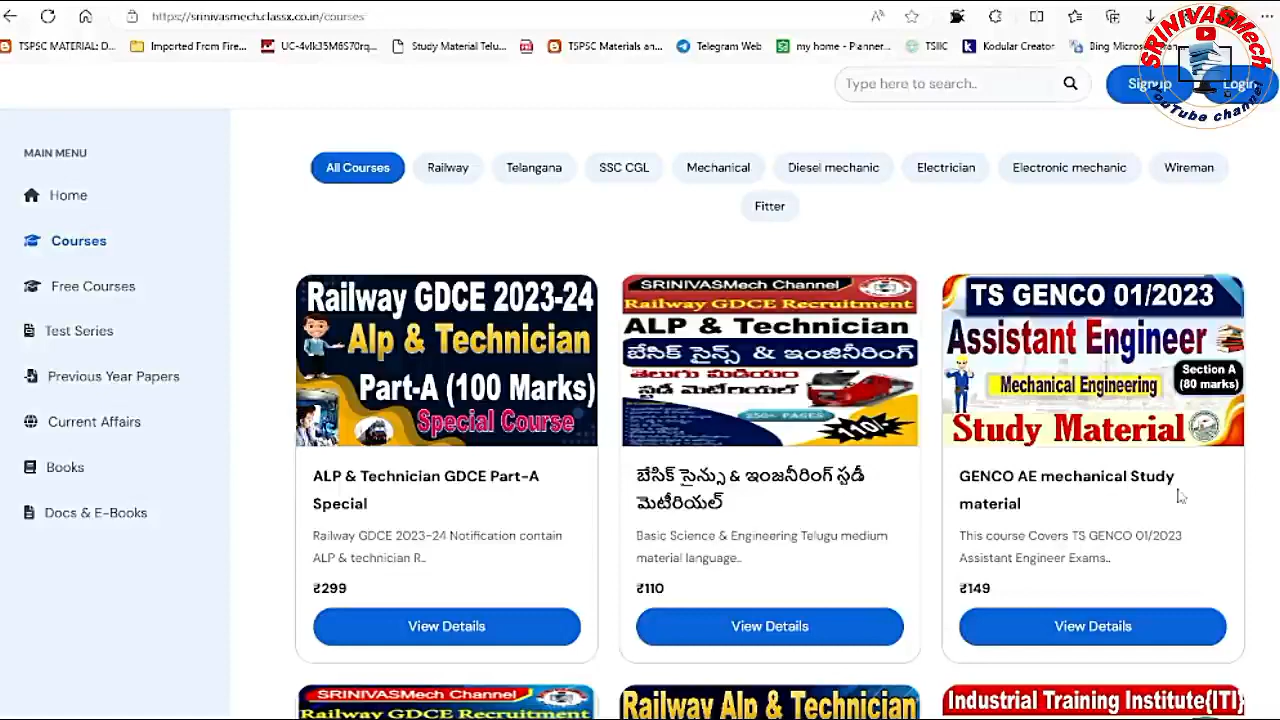 https://srinivasmech.classx.co.in/courses
TSPSC MATERIAL: D...
Imported From Fire...
Study Material Telu...
TSPSC Materials an...
Telegram Web
my home - Planner...
TSIIC
Kodular Creator
Bing Micros
SRINIVASMech
YouTube channel
Type here to search..
Signup
Login
MAIN MENU
Home
Courses
Free Courses
Test Series
Previous Year Papers
Current Affairs
Books
Docs & E-Books
All Courses
Railway
Telangana
SSC CGL
Mechanical
Diesel mechanic
Electrician
Electronic mechanic
Wireman
Fitter
Railway GDCE 2023-24
Alp & Technician
Part-A (100 Marks)
Special Course
ALP & Technician GDCE Part-A
Special
Railway GDCE 2023-24 Notification contain
ALP & technician R..
₹299
View Details
SRINIVASMech Channel
Railway GDCE Recruitment
ALP & Technician
బేసిక్ సైన్స్ & ఇంజినీరింగ్
తెలుగు మీడియం
స్టడీ మెటీరియల్
250+ PAGES
110/-
బేసిక్ సైన్సు & ఇంజనీరింగ్ స్టడీ
మెటీరియల్
Basic Science & Engineering Telugu medium
material language..
₹110
View Details
TS GENCO 01/2023
Assistant Engineer
Mechanical Engineering
Section A
(80 marks)
Study Material
GENCO AE mechanical Study
material
This course Covers TS GENCO 01/2023
Assistant Engineer Exams..
₹149
View Details
SRINIVASMech Channel
Railway GDCE Recruitment
Railway Alp & Technician
Industrial Training Institute{ITI}